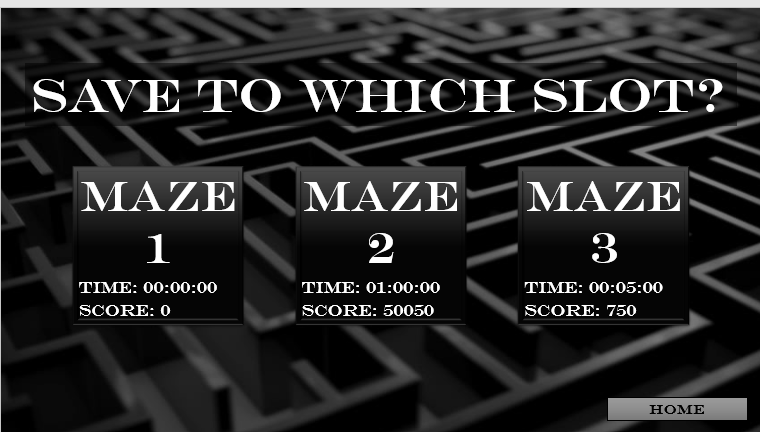 SAVE TO WHICH SLOT?
MAZE
1
TIME: 00:00:00
SCORE: 0
MAZE
2
TIME: 01:00:00
SCORE: 50050
MAZE
3
TIME: 00:05:00
SCORE: 750
HOME